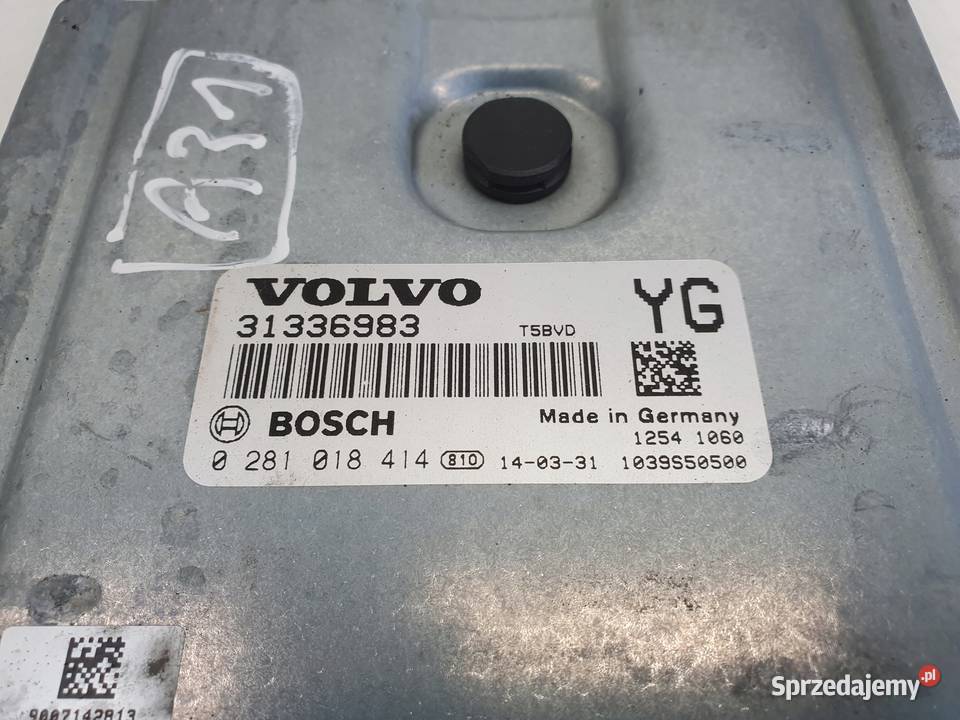 A31
VOLVO
YG
31336983 T5BVD
BOSCH
Made in Germany
1254 1060
0 281 018 414 810 14-03-31 1039S50500
9007142813
Sprzedajemy.pl